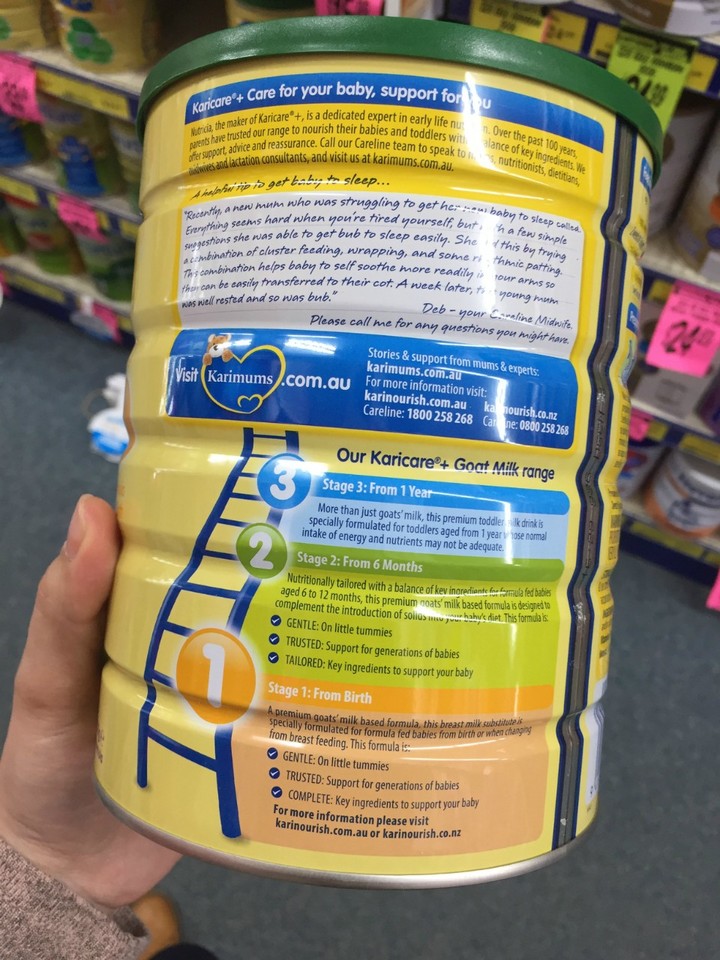 Karicare®+ Care for your baby, support for you
Nutricia, the maker of Karicare®+, is a dedicated expert in early life nutrition. Over the past 100 years,
parents have trusted our range to nourish their babies and toddlers with balance of key ingredients. We
offer support, advice and reassurance. Call our Careline team to speak to nutritionists, dietitians,
midwives and lactation consultants, and visit us at karimums.com.au.
A helpful tip to get baby to sleep...
"Recently, a new mum who was struggling to get her new baby to sleep called.
Everything seems hard when you're tired yourself, but with a few simple
suggestions she was able to get bub to sleep easily. She did this by trying
a combination of cluster feeding, wrapping, and some rhythmic patting.
This combination helps baby to self soothe more readily in your arms so
they can be easily transferred to their cot. A week later, the young mum
was well rested and so was bub."
Deb - your Careline Midwife.
Please call me for any questions you might have.
Visit Karimums.com.au
Stories & support from mums & experts:
karimums.com.au
For more information visit:
karinourish.com.au karinourish.co.nz
Careline: 1800 258 268 Careline: 0800 258 268
Our Karicare®+ Goat Milk range
3 Stage 3: From 1 Year
More than just goats' milk, this premium toddler milk drink is
specially formulated for toddlers aged from 1 year whose normal
intake of energy and nutrients may not be adequate.
2 Stage 2: From 6 Months
Nutritionally tailored with a balance of key ingredients for formula fed babies
aged 6 to 12 months, this premium goats' milk based formula is designed to
complement the introduction of solids into your baby's diet. This formula is:
GENTLE: On little tummies
TRUSTED: Support for generations of babies
TAILORED: Key ingredients to support your baby
1 Stage 1: From Birth
A premium goats' milk based formula, this breast milk substitute is
specially formulated for formula fed babies from birth or when changing
from breast feeding. This formula is:
GENTLE: On little tummies
TRUSTED: Support for generations of babies
COMPLETE: Key ingredients to support your baby
For more information please visit
karinourish.com.au or karinourish.co.nz